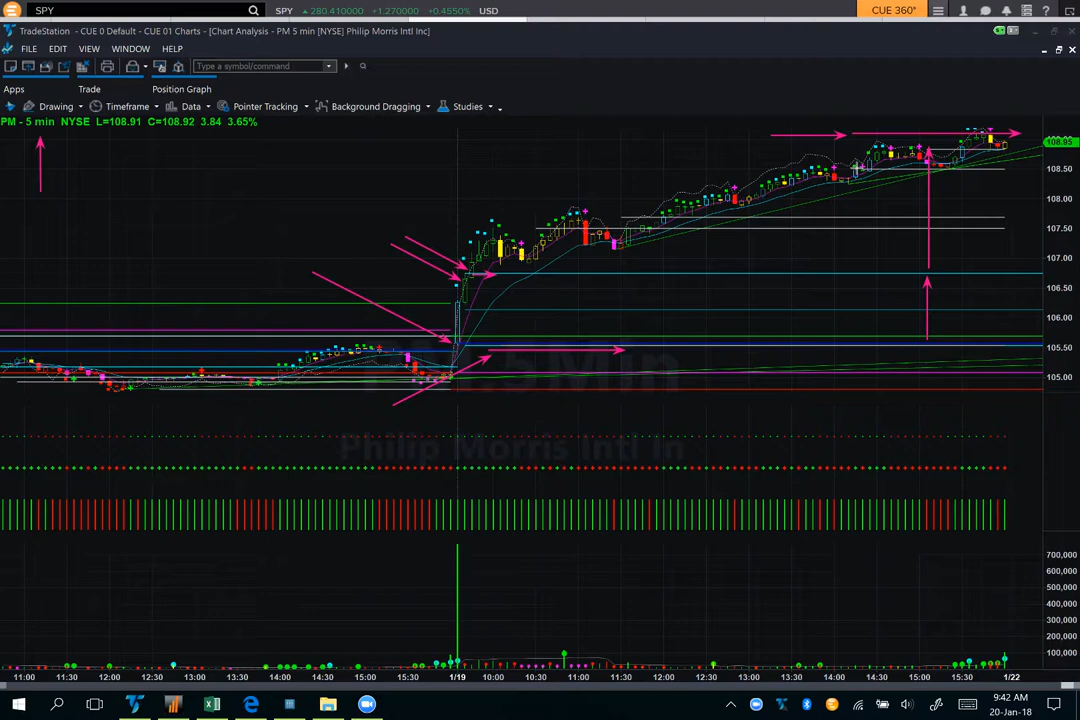 SPY SPY 280.410000 +1.270000 +0.4550% USD CUE 360°
TradeStation - CUE 0 Default - CUE 01 Charts - [Chart Analysis - PM 5 min [NYSE] Philip Morris Intl Inc]
FILE EDIT VIEW WINDOW HELP
Type a symbol/command
Apps Trade Position Graph
Drawing Timeframe Data Pointer Tracking Background Dragging Studies
PM - 5 min NYSE L=108.91 C=108.92 3.84 3.65%
108.95
108.50
108.00
107.50
107.00
106.50
106.00
105.50
105.00
Philip Morris Intl In
700,000
600,000
500,000
400,000
300,000
200,000
100,000
11:00 11:30 12:00 12:30 13:00 13:30 14:00 14:30 15:00 15:30 1/19 10:00 10:30 11:00 11:30 12:00 12:30 13:00 13:30 14:00 14:30 15:00 15:30 1/22
9:42 AM
20-Jan-18